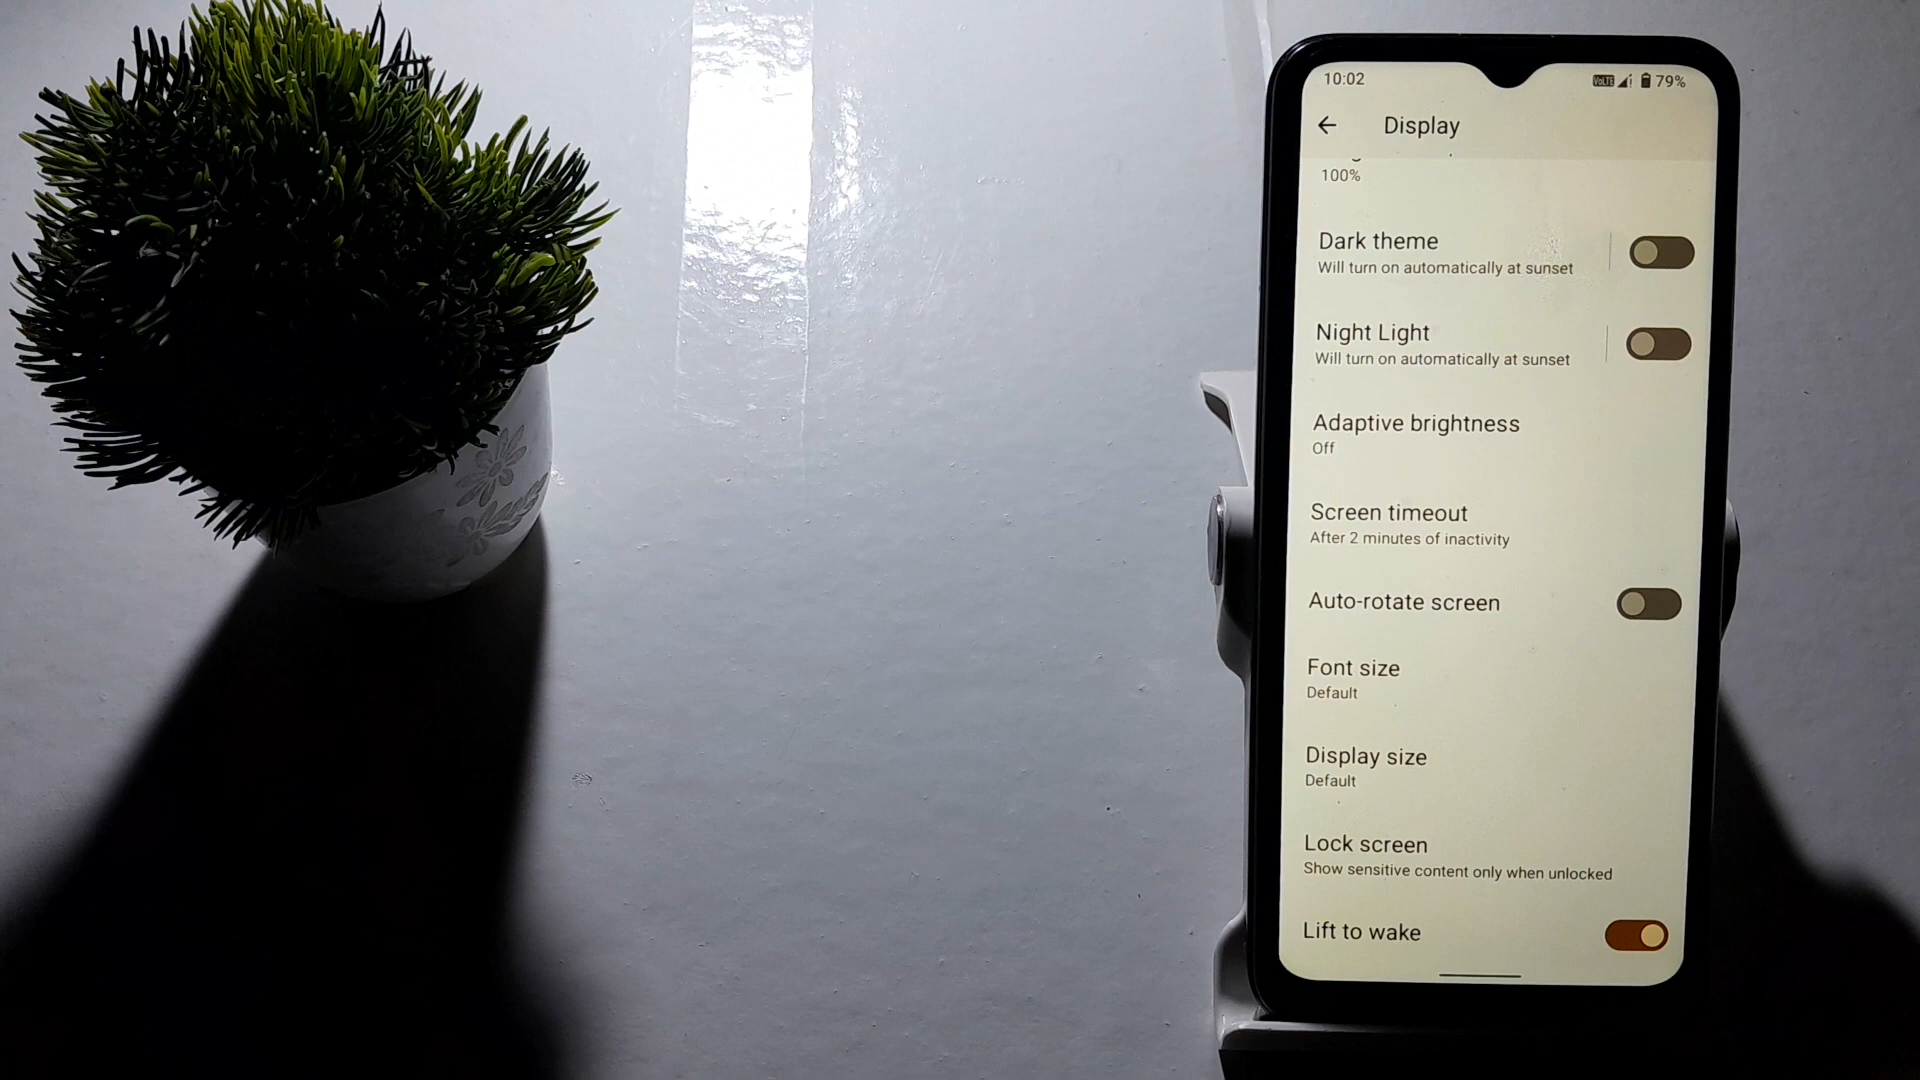 10:02
VoLTE 79%
Display
100%
Dark theme
Will turn on automatically at sunset
Night Light
Will turn on automatically at sunset
Adaptive brightness
Off
Screen timeout
After 2 minutes of inactivity
Auto-rotate screen
Font size
Default
Display size
Default
Lock screen
Show sensitive content only when unlocked
Lift to wake